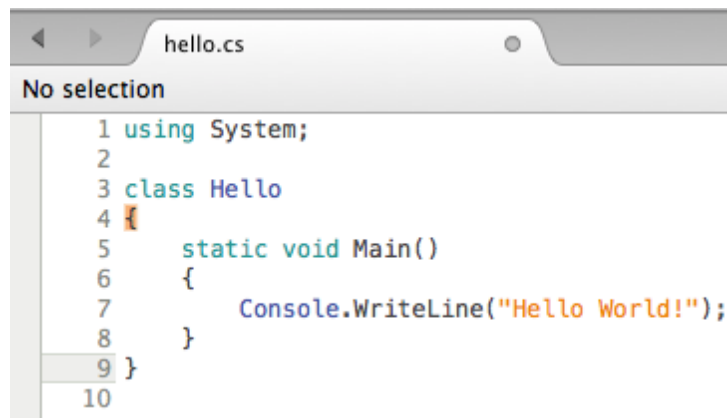 hello.cs
No selection
1 using System;
2
3 class Hello
4 {
5     static void Main()
6     {
7         Console.WriteLine("Hello World!");
8     }
9 }
10